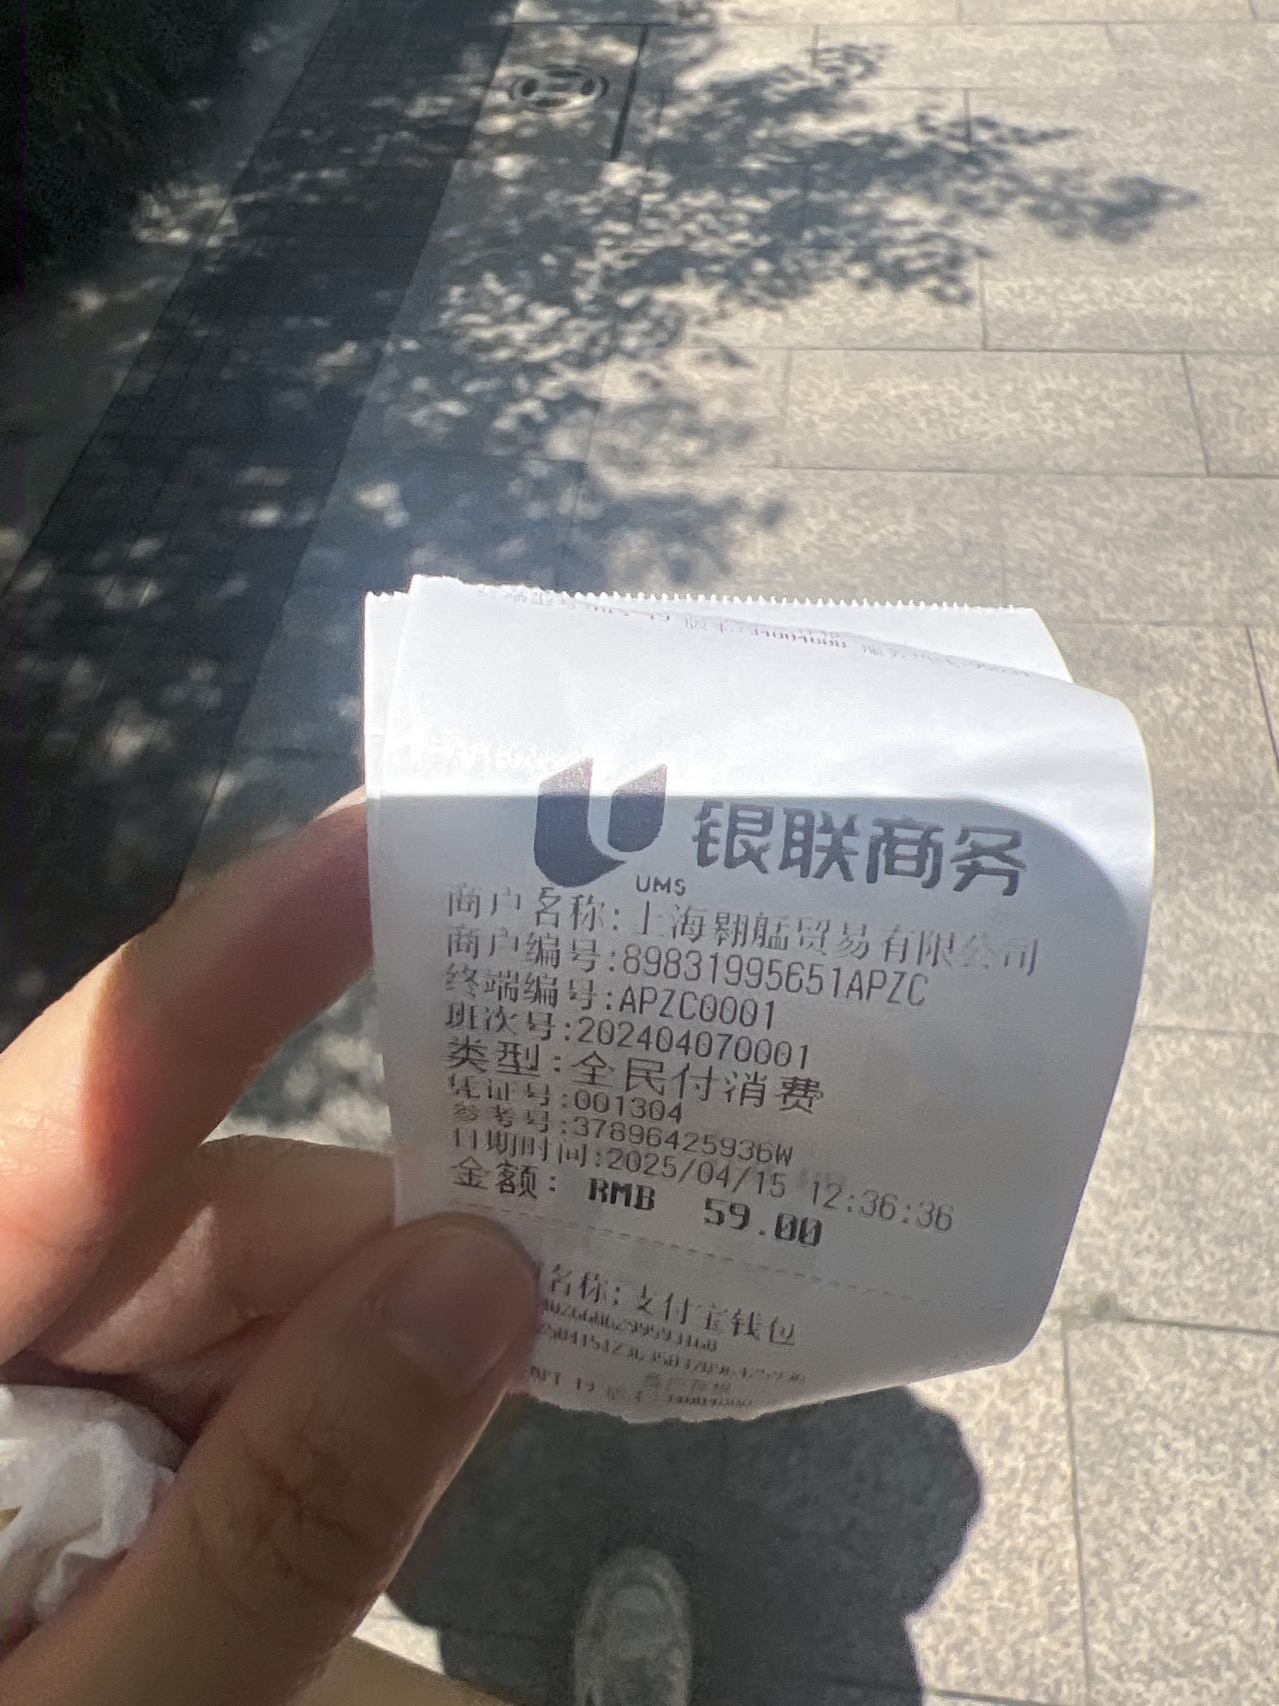 银联商务
UMS
商户名称:上海翱艋贸易有限公司
商户编号:89831995651APZC
终端编号:APZC0001
班次号:202404070001
类型:全民付消费
凭证号:001304
参考号:37896425936W
日期时间:2025/04/15 12:36:36
金额: RMB 59.00
名称:支付宝钱包